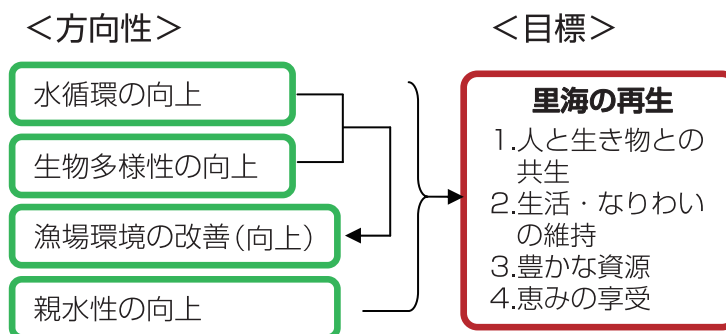 ＜方向性＞
水循環の向上
生物多様性の向上
漁場環境の改善(向上)
親水性の向上
＜目標＞
里海の再生
1.人と生き物との
共生
2.生活・なりわい
の維持
3.豊かな資源
4.恵みの享受